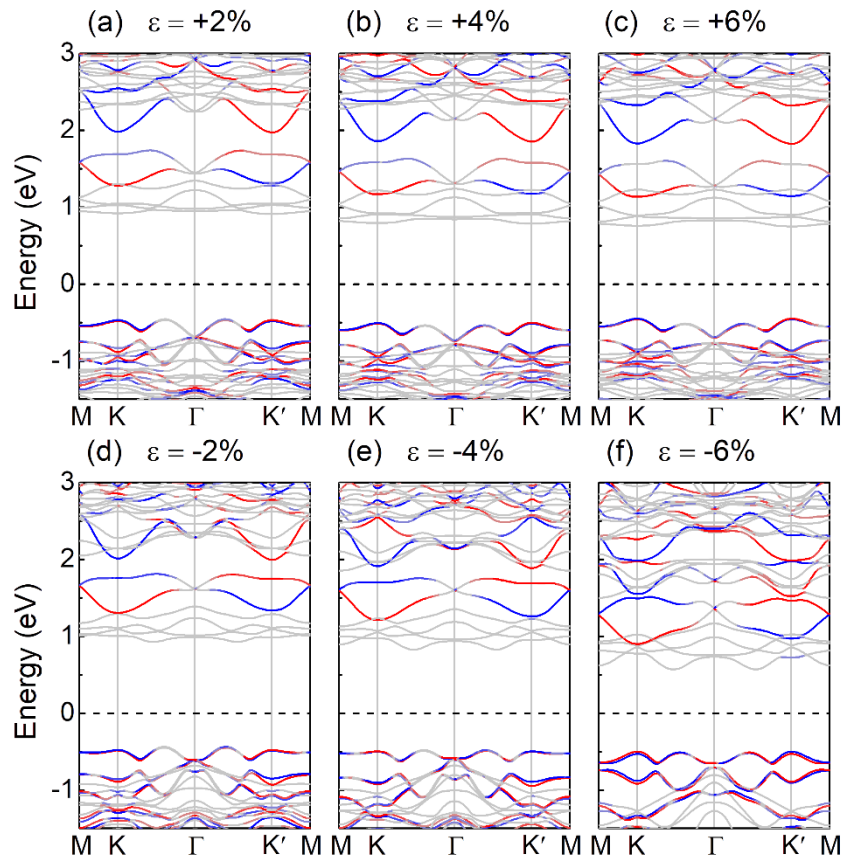 (a) ε = +2% (b) ε = +4% (c) ε = +6%
3
2
1
0
-1
Energy (eV)
M K Γ K′ M M K Γ K′ M M K Γ K′ M
(d) ε = -2% (e) ε = -4% (f) ε = -6%
3
2
1
0
-1
Energy (eV)
M K Γ K′ M M K Γ K′ M M K Γ K′ M